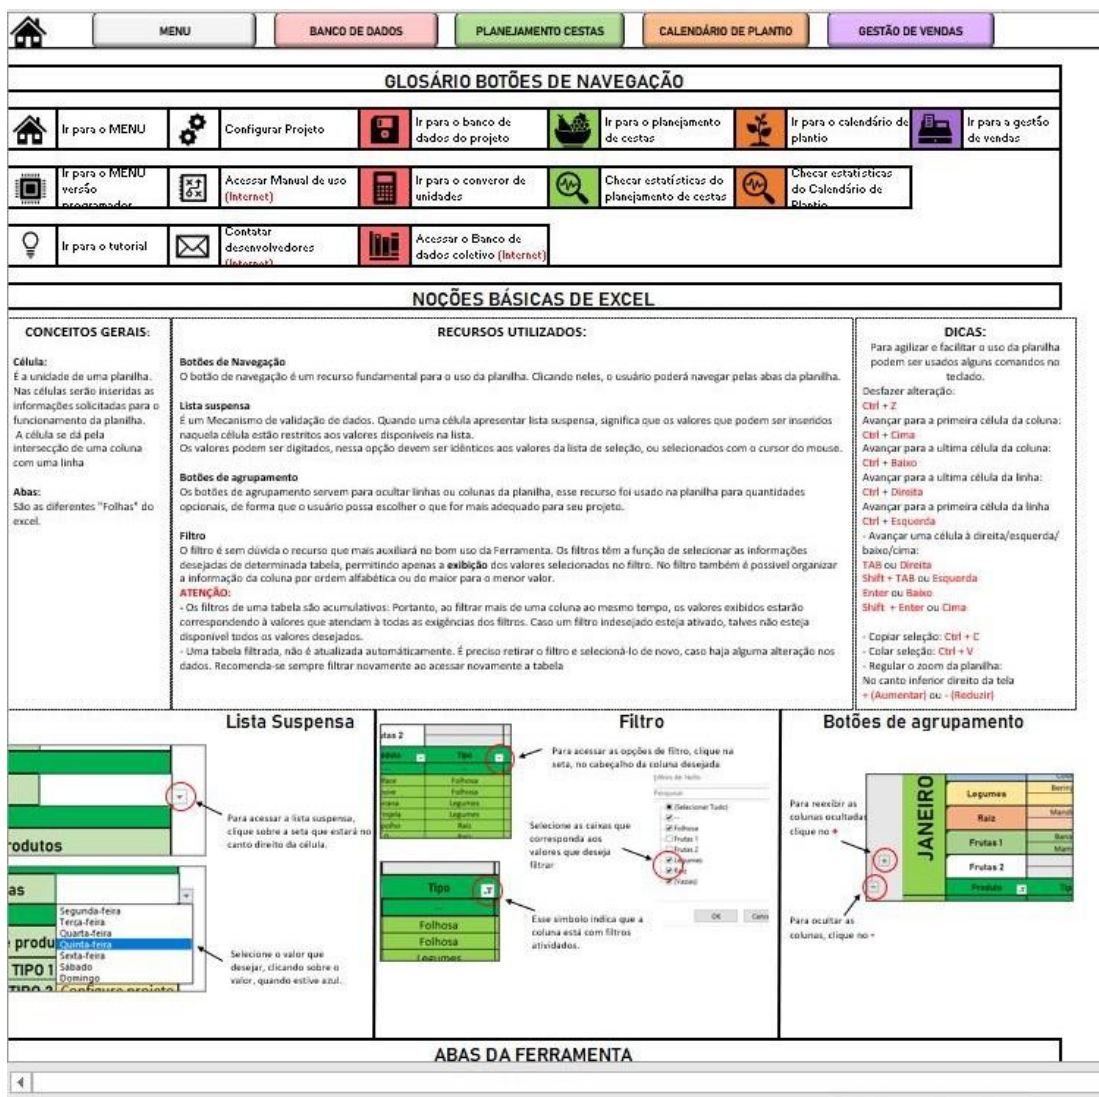 MENU
BANCO DE DADOS
PLANEJAMENTO CESTAS
CALENDÁRIO DE PLANTIO
GESTÃO DE VENDAS
GLOSÁRIO BOTÕES DE NAVEGAÇÃO
Ir para o MENU
Configurar Projeto
Ir para o banco de
dados do projeto
Ir para o planejamento
de cestas
Ir para o calendário de
plantio
Ir para a gestão
de vendas
Ir para o MENU
versão
programador
Acessar Manual de uso
(Internet)
Ir para o converor de
unidades
Checar estatísticas do
planejamento de cestas
Checar estatísticas
do Calendário de
Plantio
Ir para o tutorial
Contatar
desenvolvedores
(Internet)
Acessar o Banco de
dados coletivo (Internet)
NOÇÕES BÁSICAS DE EXCEL
CONCEITOS GERAIS:
Célula:
É a unidade de uma planilha.
Nas células serão inseridas as
informações solicitadas para o
funcionamento da planilha.
A célula se dá pela
intersecção de uma coluna
com uma linha
Abas:
São as diferentes "Folhas" do
excel.
RECURSOS UTILIZADOS:
Botões de Navegação
O botão de navegação é um recurso fundamental para o uso da planilha. Clicando neles, o usuário poderá navegar pelas abas da planilha.
Lista suspensa
É um Mecanismo de validação de dados. Quando uma célula apresentar lista suspensa, significa que os valores que podem ser inseridos
naquela célula estão restritos aos valores disponíveis na lista.
Os valores podem ser digitados, nessa opção devem ser idênticos aos valores da lista de seleção, ou selecionados com o cursor do mouse.
Botões de agrupamento
Os botões de agrupamento servem para ocultar linhas ou colunas da planilha, esse recurso foi usado na planilha para quantidades
opcionais, de forma que o usuário possa escolher o que for mais adequado para seu projeto.
Filtro
O filtro é sem dúvida o recurso que mais auxiliará no bom uso da Ferramenta. Os filtros têm a função de selecionar as informações
desejadas de determinada tabela, permitindo apenas a exibição dos valores selecionados no filtro. No filtro também é possivel organizar
a informação da coluna por ordem alfabética ou do maior para o menor valor.
ATENÇÃO:
- Os filtros de uma tabela são acumulativos: Portanto, ao filtrar mais de uma coluna ao mesmo tempo, os valores exibidos estarão
correspondendo à valores que atendam à todas as exigências dos filtros. Caso um filtro indesejado esteja ativado, talves não esteja
disponivel todos os valores desejados.
- Uma tabela filtrada, não é atualizada automáticamente. É preciso retirar o filtro e selecioná-lo de novo, caso haja alguma alteração nos
dados. Recomenda-se sempre filtrar novamente ao acessar novamente a tabela
DICAS:
Para agilizar e facilitar o uso da planilha
podem ser usados alguns comandos no
teclado.
Desfazer alteração:
Ctrl + Z
Avançar para a primeira célula da coluna:
Ctrl + Cima
Avançar para a ultima célula da coluna:
Ctrl + Baixo
Avançar para a ultima célula da linha:
Ctrl + Direita
Avançar para a primeira célula da linha
Ctrl + Esquerda
- Avançar uma célula à direita/esquerda/
baixo/cima:
TAB ou Direita
Shift + TAB ou Esquerda
Enter ou Baixo
Shift + Enter ou Cima
- Copiar seleção: Ctrl + C
- Colar seleção: Ctrl + V
- Regular o zoom da planilha:
No canto inferior direito da tela
+ (Aumentar) ou - (Reduzir)
Lista Suspensa
rodutos
Para acessar a lista suspensa,
clique sobre a seta que estará no
canto direito da célula.
as
Segunda-feira
Terça-feira
Quarta-feira
Quinta-feira
Sexta-feira
Sábado
Domingo
e produ
TIPO 1
TIPO 2
Configure projeto
Selecione o valor que
desejar, clicando sobre o
valor, quando estive azul.
Filtro
utas 2
Tipo
Folhosa
Folhosa
Legumes
Legumes
Raiz
Raiz
Para acessar as opções de filtro, clique na
seta, no cabeçalho da coluna desejada
Filtros de Texto
Pesquisar
(Selecionar Tudo)
--
Folhosa
Frutas 1
Frutas 2
Legumes
Raiz
(Vazias)
OK
Cance
Selecione as caixas que
corresponda aos
valores que deseja
filtrar
Tipo
Folhosa
Folhosa
Legumes
Esse simbolo indica que a
coluna está com filtros
atividados.
Botões de agrupamento
Para reexibir as
colunas ocultadas
clique no +
Para ocultar as
colunas, clique no -
JANEIRO
Legumes
Raiz
Frutas 1
Frutas 2
Produto
Berinj
Mandi
Bana
Mam
Tip
ABAS DA FERRAMENTA